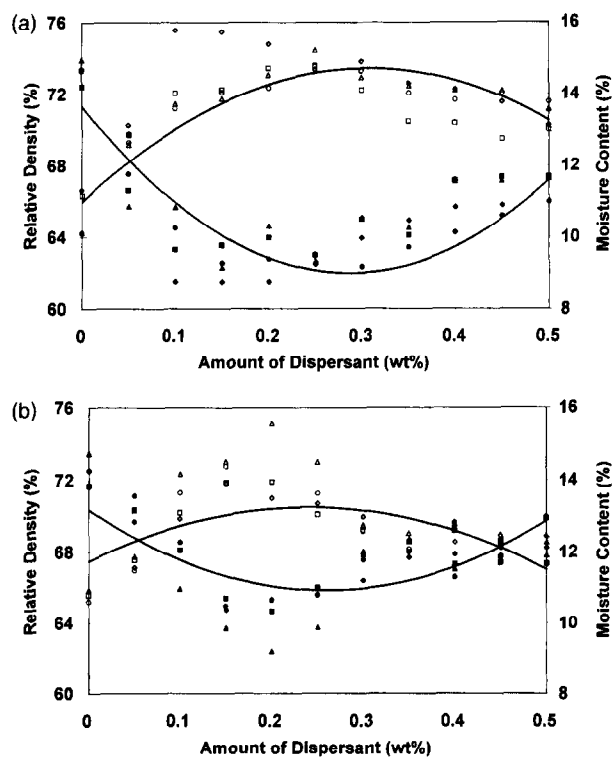 (a)
76
72
68
64
60
Relative Density (%)
16
14
12
10
8
Moisture Content (%)
0 0.1 0.2 0.3 0.4 0.5
Amount of Dispersant (wt%)
(b)
76
72
68
64
60
Relative Density (%)
16
14
12
10
8
Moisture Content (%)
0 0.1 0.2 0.3 0.4 0.5
Amount of Dispersant (wt%)